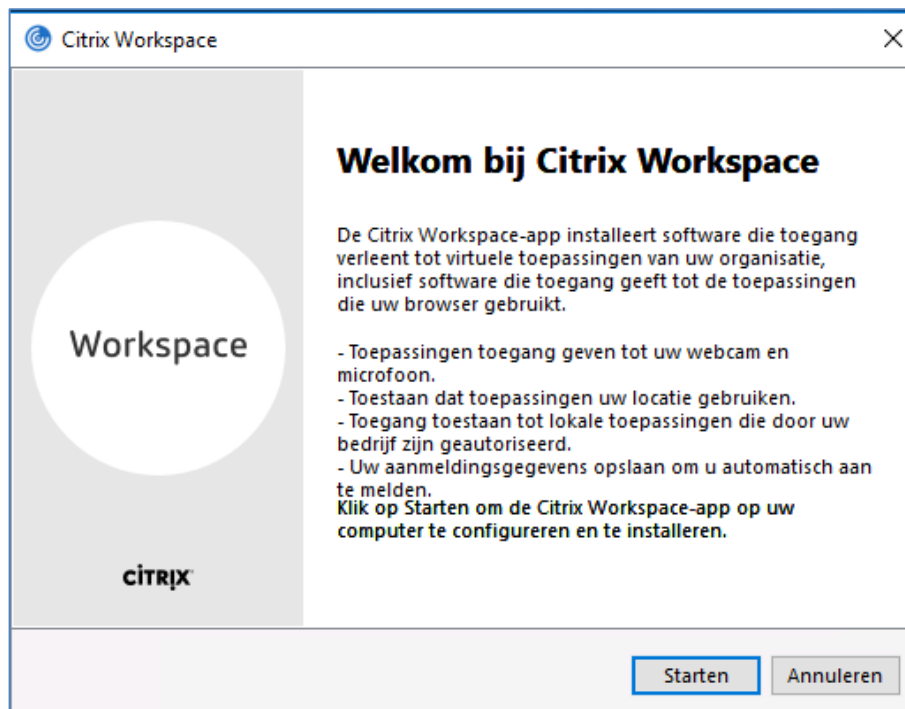 Citrix Workspace
Welkom bij Citrix Workspace
De Citrix Workspace-app installeert software die toegang
verleent tot virtuele toepassingen van uw organisatie,
inclusief software die toegang geeft tot de toepassingen
die uw browser gebruikt.
- Toepassingen toegang geven tot uw webcam en
microfoon.
- Toestaan dat toepassingen uw locatie gebruiken.
- Toegang toestaan tot lokale toepassingen die door uw
bedrijf zijn geautoriseerd.
- Uw aanmeldingsgegevens opslaan om u automatisch aan
te melden.
Klik op Starten om de Citrix Workspace-app op uw
computer te configureren en te installeren.
Workspace
CITRIX
Starten
Annuleren